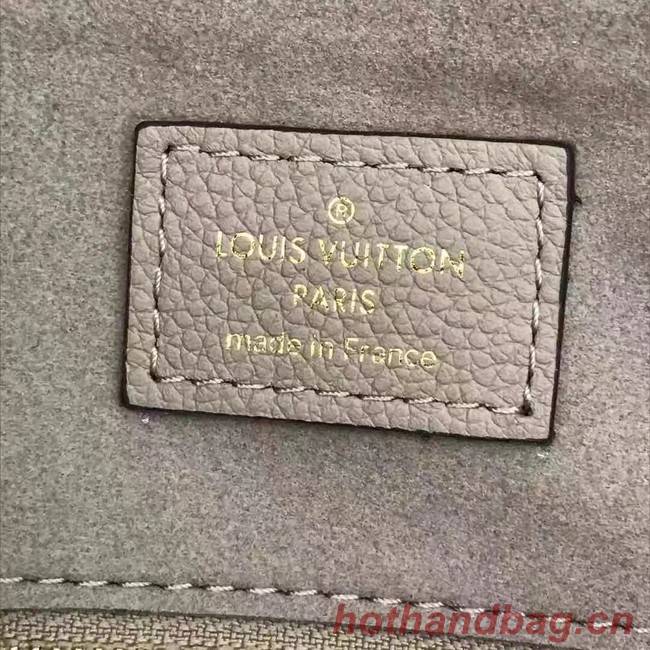 ®
LOUIS VUITTON
PARIS
made in France
hothandbag.cn